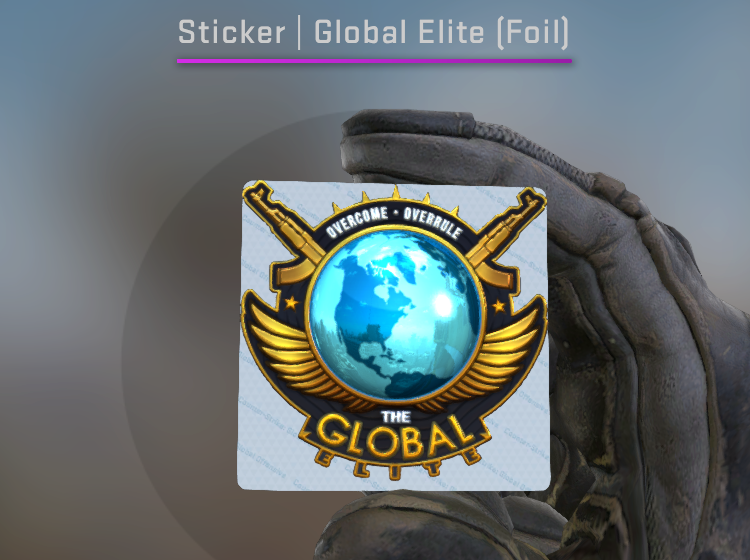 Sticker | Global Elite (Foil)
OVERCOME • OVERRULE
THE
GLOBAL
ELITE